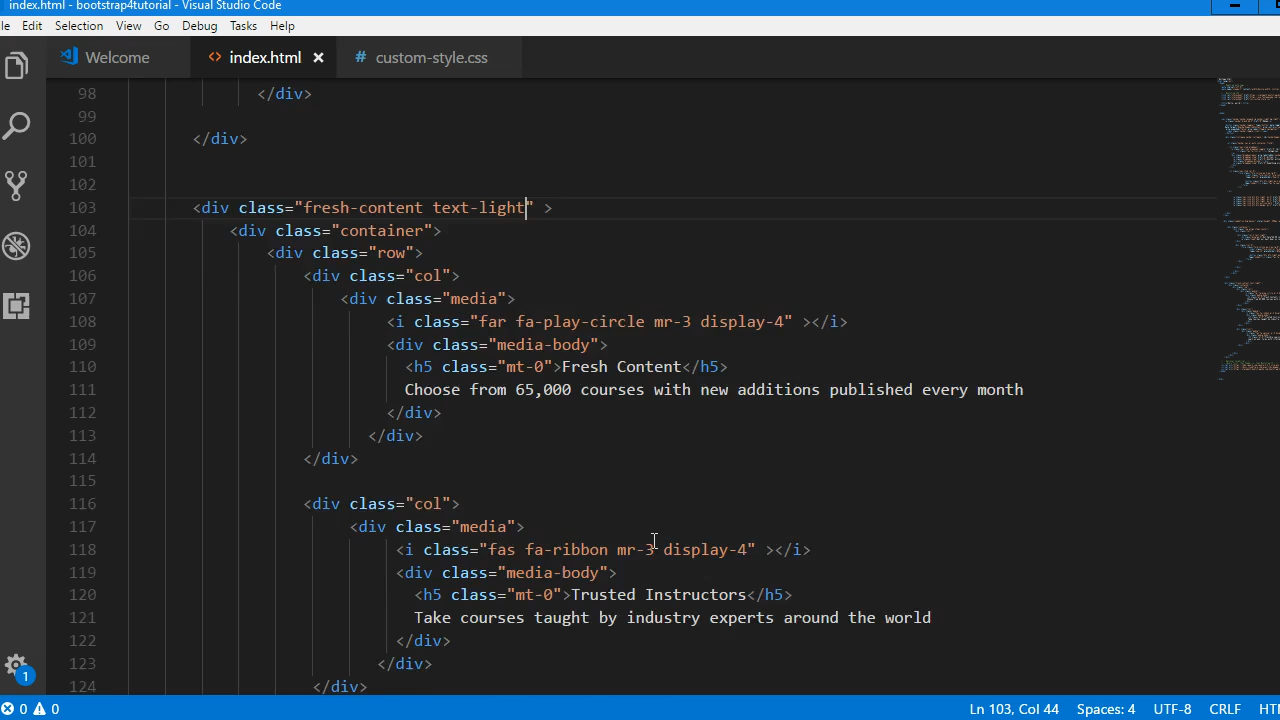 index.html - bootstrap4tutorial - Visual Studio Code
le Edit Selection View Go Debug Tasks Help
Welcome <> index.html × # custom-style.css
98 </div>
99
100 </div>
101
102
103 <div class="fresh-content text-light" >
104 <div class="container">
105 <div class="row">
106 <div class="col">
107 <div class="media">
108 <i class="far fa-play-circle mr-3 display-4" ></i>
109 <div class="media-body">
110 <h5 class="mt-0">Fresh Content</h5>
111 Choose from 65,000 courses with new additions published every month
112 </div>
113 </div>
114 </div>
115
116 <div class="col">
117 <div class="media">
118 <i class="fas fa-ribbon mr-3 display-4" ></i>
119 <div class="media-body">
120 <h5 class="mt-0">Trusted Instructors</h5>
121 Take courses taught by industry experts around the world
122 </div>
123 </div>
124 </div>
1
0 0 Ln 103, Col 44 Spaces: 4 UTF-8 CRLF HT